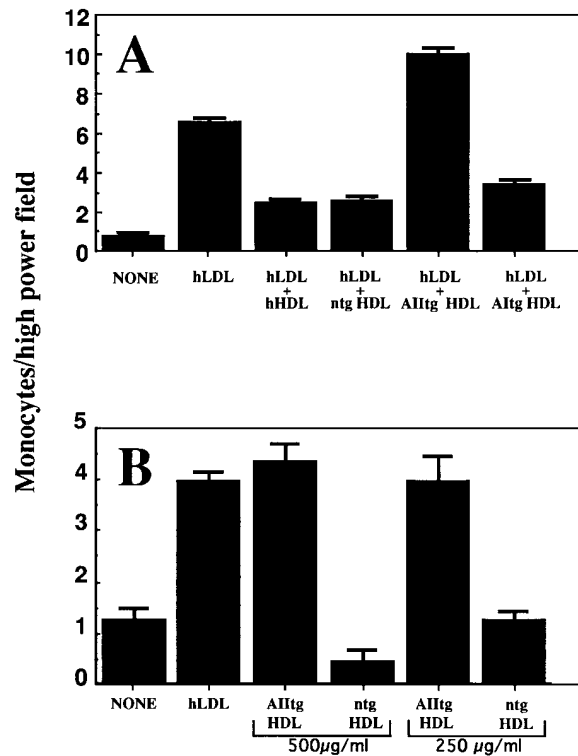 Monocytes/high power field
A
12
10
8
6
4
2
0
NONE
hLDL
hLDL
+
hHDL
hLDL
+
ntg HDL
hLDL
+
AIItg HDL
hLDL
+
AItg HDL
B
5
4
3
2
1
0
NONE
hLDL
AIItg
HDL
ntg
HDL
AIItg
HDL
ntg
HDL
500µg/ml
250 µg/ml